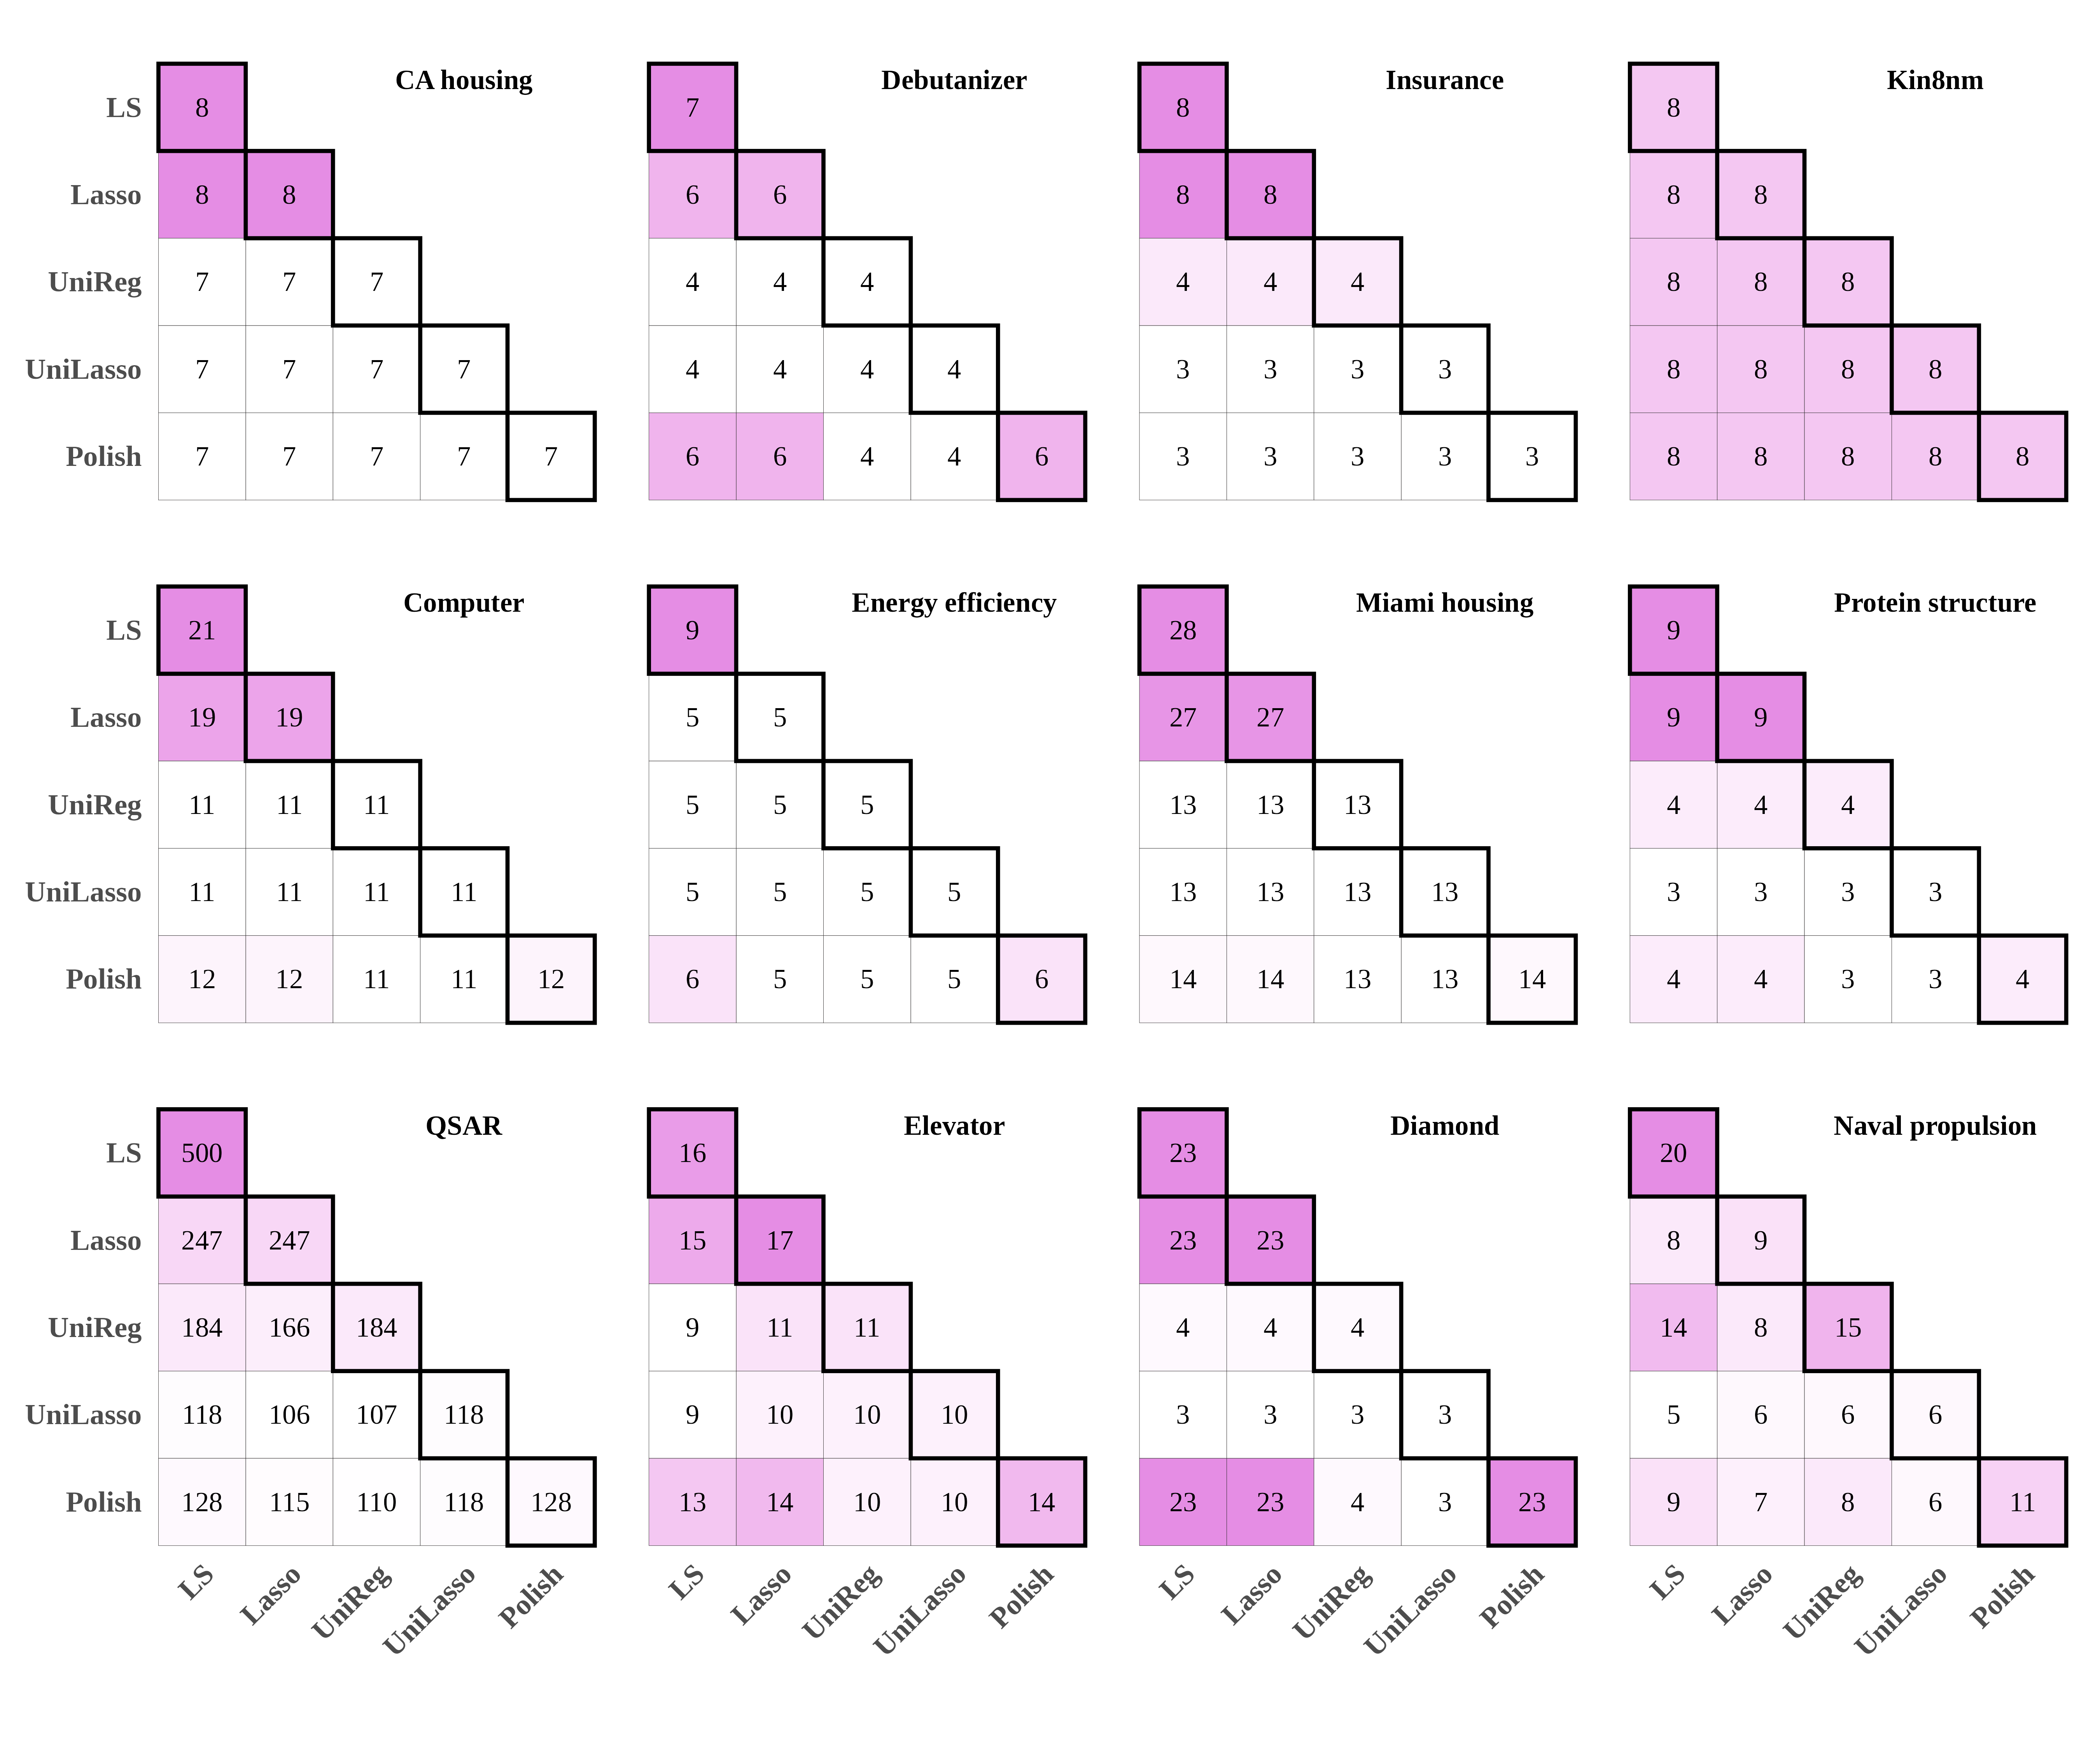 CA housing Debutanizer Insurance Kin8nm
LS 8 7 8 8
Lasso 8 8 6 6 8 8 8 8
UniReg 7 7 7 4 4 4 4 4 4 8 8 8
UniLasso 7 7 7 7 4 4 4 4 3 3 3 3 8 8 8 8
Polish 7 7 7 7 7 6 6 4 4 6 3 3 3 3 3 8 8 8 8 8
Computer Energy efficiency Miami housing Protein structure
LS 21 9 28 9
Lasso 19 19 5 5 27 27 9 9
UniReg 11 11 11 5 5 5 13 13 13 4 4 4
UniLasso 11 11 11 11 5 5 5 5 13 13 13 13 3 3 3 3
Polish 12 12 11 11 12 6 5 5 5 6 14 14 13 13 14 4 4 3 3 4
QSAR Elevator Diamond Naval propulsion
LS 500 16 23 20
Lasso 247 247 15 17 23 23 8 9
UniReg 184 166 184 9 11 11 4 4 4 14 8 15
UniLasso 118 106 107 118 9 10 10 10 3 3 3 3 5 6 6 6
Polish 128 115 110 118 128 13 14 10 10 14 23 23 4 3 23 9 7 8 6 11
LS Lasso UniReg UniLasso Polish LS Lasso UniReg UniLasso Polish LS Lasso UniReg UniLasso Polish LS Lasso UniReg UniLasso Polish